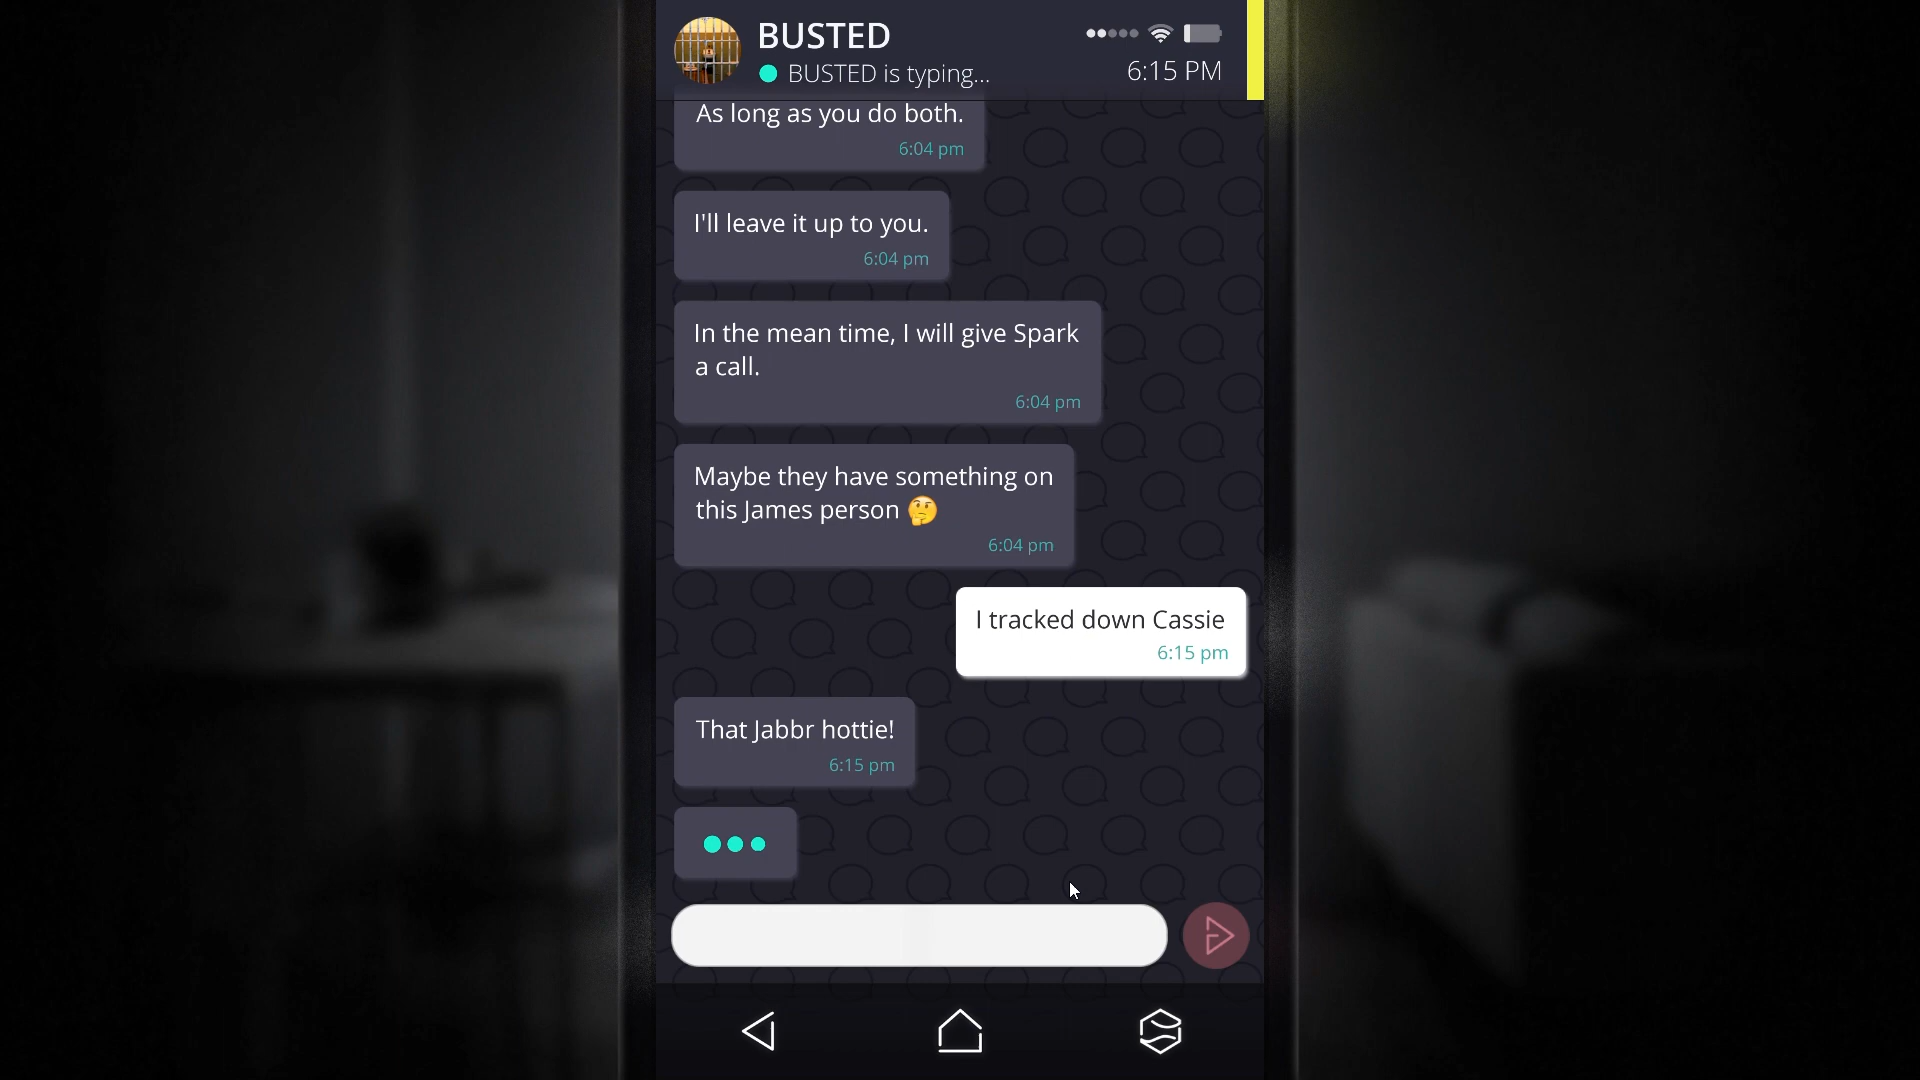 BUSTED
BUSTED is typing...
6:15 PM
As long as you do both.
6:04 pm
I'll leave it up to you.
6:04 pm
In the mean time, I will give Spark
a call.
6:04 pm
Maybe they have something on
this James person 🤔
6:04 pm
I tracked down Cassie
6:15 pm
That Jabbr hottie!
6:15 pm